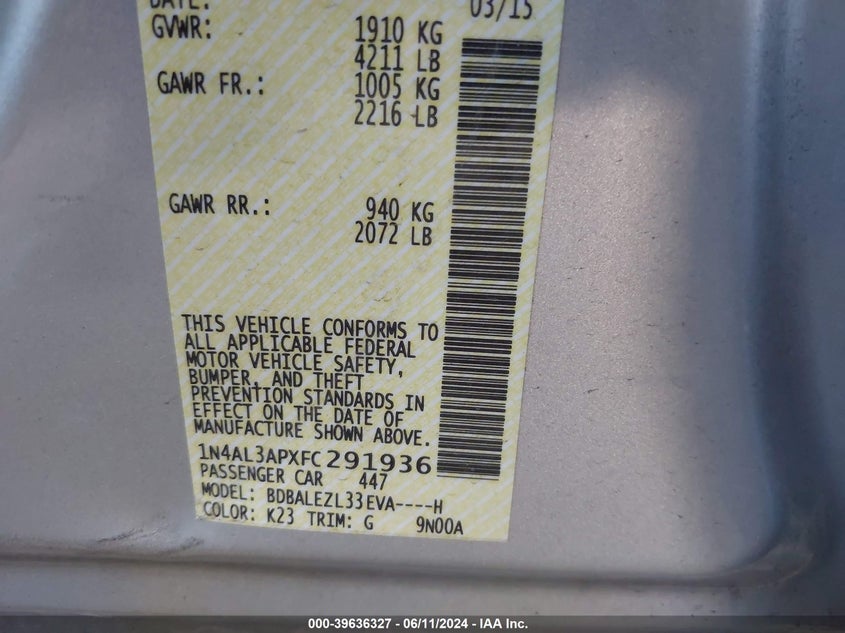 DATE: 03/15
GVWR: 1910 KG
4211 LB
GAWR FR.: 1005 KG
2216 LB
GAWR RR.: 940 KG
2072 LB
THIS VEHICLE CONFORMS TO
ALL APPLICABLE FEDERAL
MOTOR VEHICLE SAFETY,
BUMPER, AND THEFT
PREVENTION STANDARDS IN
EFFECT ON THE DATE OF
MANUFACTURE SHOWN ABOVE.
1N4AL3APXFC291936
PASSENGER CAR 447
MODEL: BDBALEZL33EVA----H
COLOR: K23 TRIM: G 9N00A
000-39636327 - 06/11/2024 - IAA Inc.